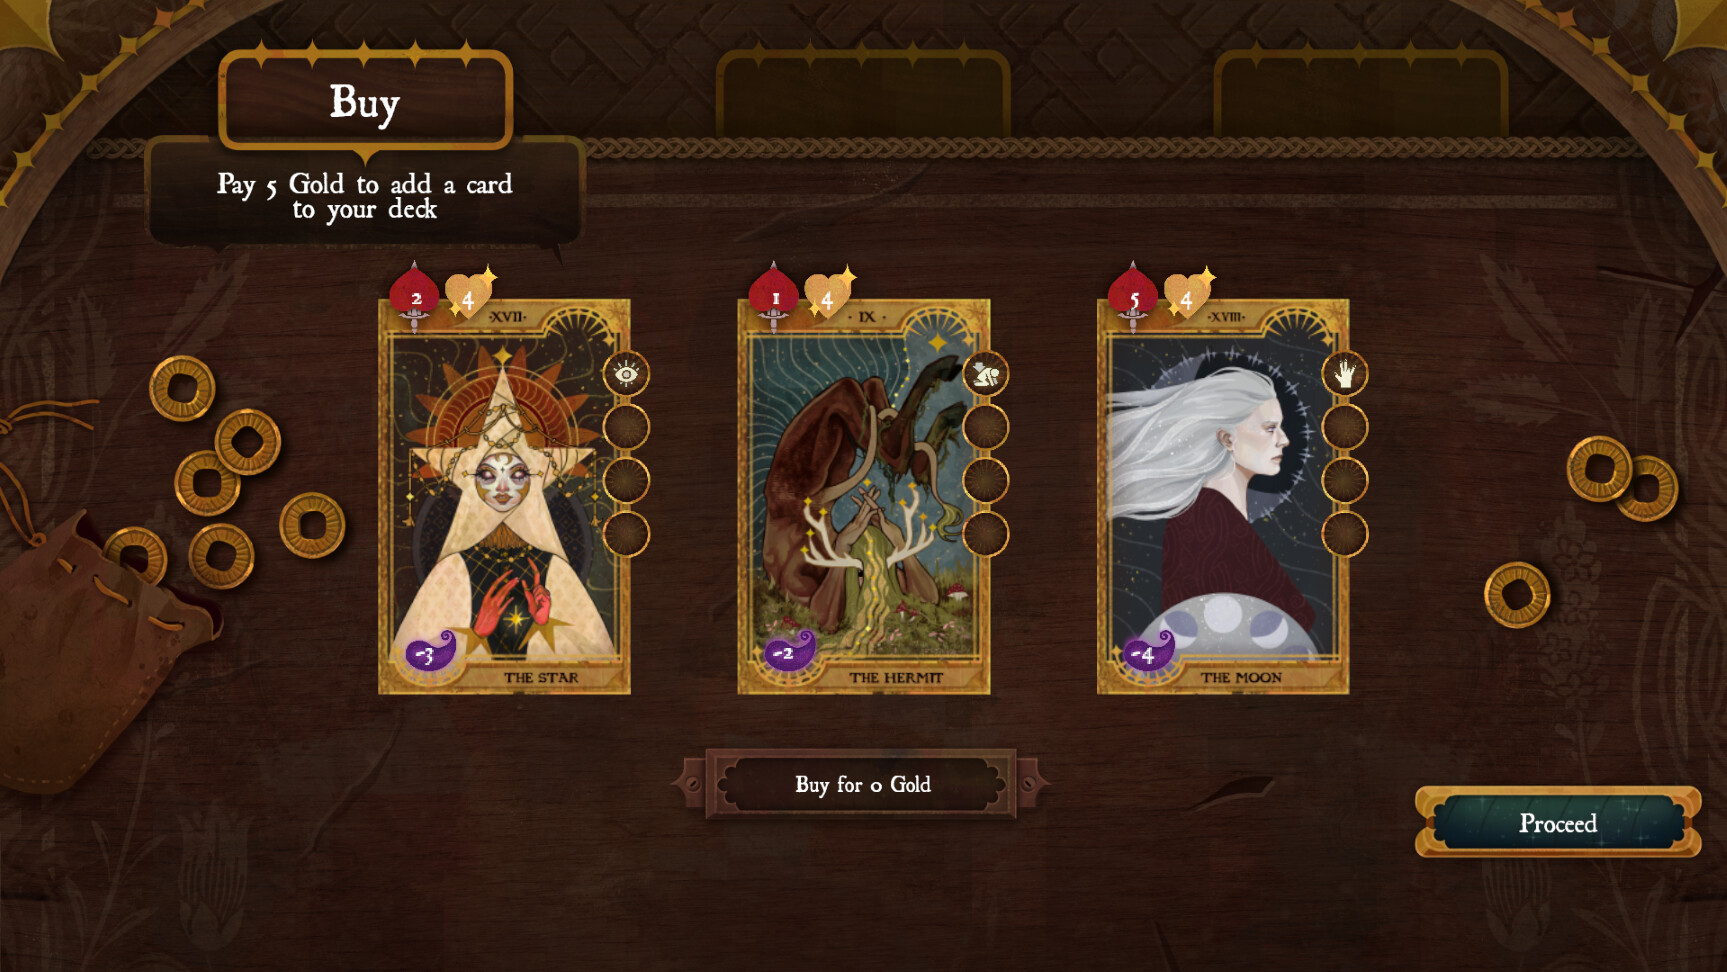 Buy
Pay 5 Gold to add a card
to your deck
2
4
·XVII·
-3
THE STAR
1
4
· IX ·
-2
THE HERMIT
5
4
·XVIII·
-4
THE MOON
Buy for 0 Gold
Proceed